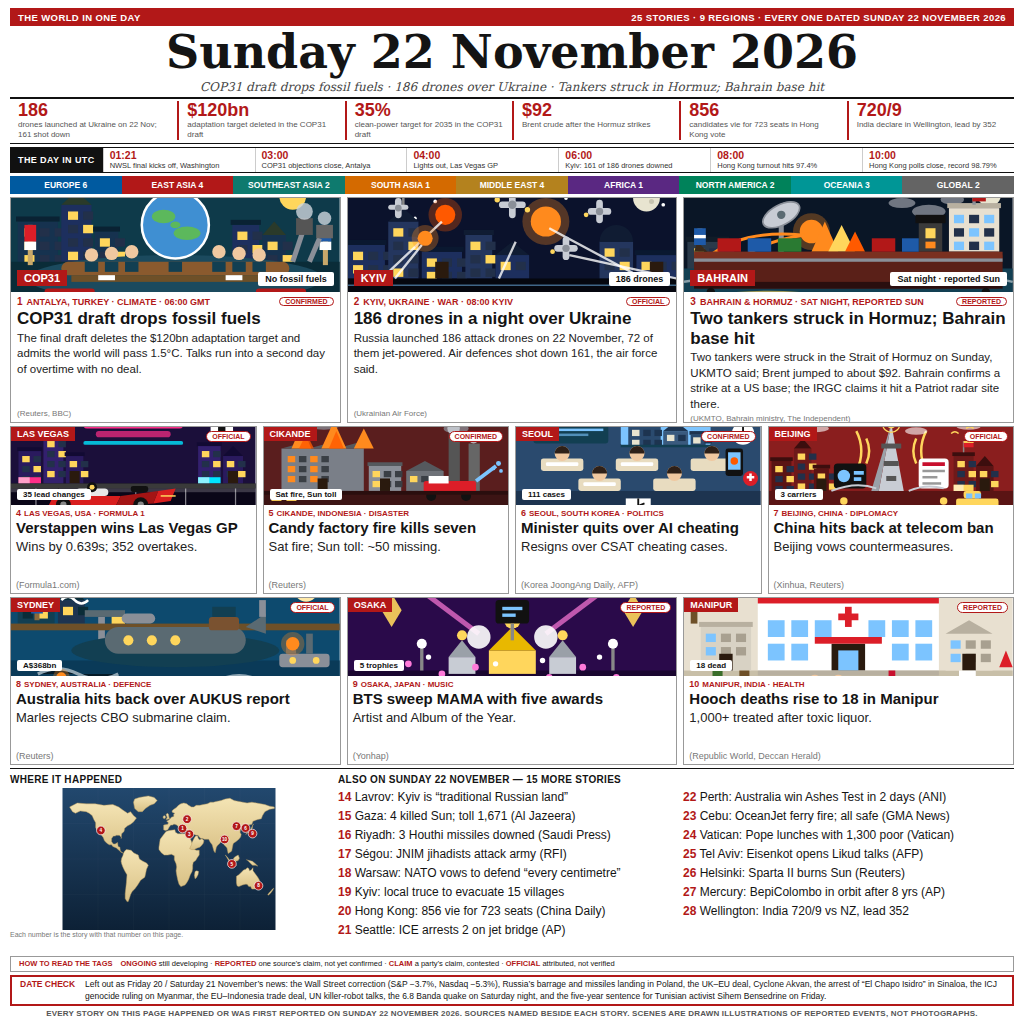 THE WORLD IN ONE DAY
25 STORIES · 9 REGIONS · EVERY ONE DATED SUNDAY 22 NOVEMBER 2026
Sunday 22 November 2026
COP31 draft drops fossil fuels · 186 drones over Ukraine · Tankers struck in Hormuz; Bahrain base hit
186
drones launched at Ukraine on 22 Nov;
161 shot down
$120bn
adaptation target deleted in the COP31
draft
35%
clean-power target for 2035 in the COP31
draft
$92
Brent crude after the Hormuz strikes
856
candidates vie for 723 seats in Hong
Kong vote
720/9
India declare in Wellington, lead by 352
THE DAY IN UTC
01:21
NWSL final kicks off, Washington
03:00
COP31 objections close, Antalya
04:00
Lights out, Las Vegas GP
06:00
Kyiv: 161 of 186 drones downed
08:00
Hong Kong turnout hits 97.4%
10:00
Hong Kong polls close, record 98.79%
EUROPE 6
EAST ASIA 4
SOUTHEAST ASIA 2
SOUTH ASIA 1
MIDDLE EAST 4
AFRICA 1
NORTH AMERICA 2
OCEANIA 3
GLOBAL 2
COP31
No fossil fuels
1 ANTALYA, TURKEY · CLIMATE · 06:00 GMT
CONFIRMED
COP31 draft drops fossil fuels
The final draft deletes the $120bn adaptation target and
admits the world will pass 1.5°C. Talks run into a second day
of overtime with no deal.
(Reuters, BBC)
KYIV
186 drones
2 KYIV, UKRAINE · WAR · 08:00 KYIV
OFFICIAL
186 drones in a night over Ukraine
Russia launched 186 attack drones on 22 November, 72 of
them jet-powered. Air defences shot down 161, the air force
said.
(Ukrainian Air Force)
BAHRAIN
Sat night · reported Sun
3 BAHRAIN & HORMUZ · SAT NIGHT, REPORTED SUN
REPORTED
Two tankers struck in Hormuz; Bahrain
base hit
Two tankers were struck in the Strait of Hormuz on Sunday,
UKMTO said; Brent jumped to about $92. Bahrain confirms a
strike at a US base; the IRGC claims it hit a Patriot radar site
there.
(UKMTO, Bahrain ministry, The Independent)
LAS VEGAS
OFFICIAL
35 lead changes
4 LAS VEGAS, USA · FORMULA 1
Verstappen wins Las Vegas GP
Wins by 0.639s; 352 overtakes.
(Formula1.com)
CIKANDE
CONFIRMED
Sat fire, Sun toll
5 CIKANDE, INDONESIA · DISASTER
Candy factory fire kills seven
Sat fire; Sun toll: ~50 missing.
(Reuters)
SEOUL
CONFIRMED
111 cases
6 SEOUL, SOUTH KOREA · POLITICS
Minister quits over AI cheating
Resigns over CSAT cheating cases.
(Korea JoongAng Daily, AFP)
BEIJING
OFFICIAL
3 carriers
7 BEIJING, CHINA · DIPLOMACY
China hits back at telecom ban
Beijing vows countermeasures.
(Xinhua, Reuters)
SYDNEY
OFFICIAL
A$368bn
8 SYDNEY, AUSTRALIA · DEFENCE
Australia hits back over AUKUS report
Marles rejects CBO submarine claim.
(Reuters)
OSAKA
REPORTED
5 trophies
9 OSAKA, JAPAN · MUSIC
BTS sweep MAMA with five awards
Artist and Album of the Year.
(Yonhap)
MANIPUR
REPORTED
18 dead
10 MANIPUR, INDIA · HEALTH
Hooch deaths rise to 18 in Manipur
1,000+ treated after toxic liquor.
(Republic World, Deccan Herald)
WHERE IT HAPPENED
Each number is the story with that number on this page.
ALSO ON SUNDAY 22 NOVEMBER — 15 MORE STORIES
14 Lavrov: Kyiv is “traditional Russian land”
15 Gaza: 4 killed Sun; toll 1,671 (Al Jazeera)
16 Riyadh: 3 Houthi missiles downed (Saudi Press)
17 Ségou: JNIM jihadists attack army (RFI)
18 Warsaw: NATO vows to defend “every centimetre”
19 Kyiv: local truce to evacuate 15 villages
20 Hong Kong: 856 vie for 723 seats (China Daily)
21 Seattle: ICE arrests 2 on jet bridge (AP)
22 Perth: Australia win Ashes Test in 2 days (ANI)
23 Cebu: OceanJet ferry fire; all safe (GMA News)
24 Vatican: Pope lunches with 1,300 poor (Vatican)
25 Tel Aviv: Eisenkot opens Likud talks (AFP)
26 Helsinki: Sparta II burns Sun (Reuters)
27 Mercury: BepiColombo in orbit after 8 yrs (AP)
28 Wellington: India 720/9 vs NZ, lead 352
HOW TO READ THE TAGS ONGOING still developing · REPORTED one source's claim, not yet confirmed · CLAIM a party's claim, contested · OFFICIAL attributed, not verified
DATE CHECK Left out as Friday 20 / Saturday 21 November's news: the Wall Street correction (S&P −3.7%, Nasdaq −5.3%), Russia's barrage and missiles landing in Poland, the UK–EU deal, Cyclone Akvan, the arrest of “El Chapo Isidro” in Sinaloa, the ICJ
genocide ruling on Myanmar, the EU–Indonesia trade deal, UN killer-robot talks, the 6.8 Banda quake on Saturday night, and the five-year sentence for Tunisian activist Sihem Bensedrine on Friday.
EVERY STORY ON THIS PAGE HAPPENED OR WAS FIRST REPORTED ON SUNDAY 22 NOVEMBER 2026. SOURCES NAMED BESIDE EACH STORY. SCENES ARE DRAWN ILLUSTRATIONS OF REPORTED EVENTS, NOT PHOTOGRAPHS.